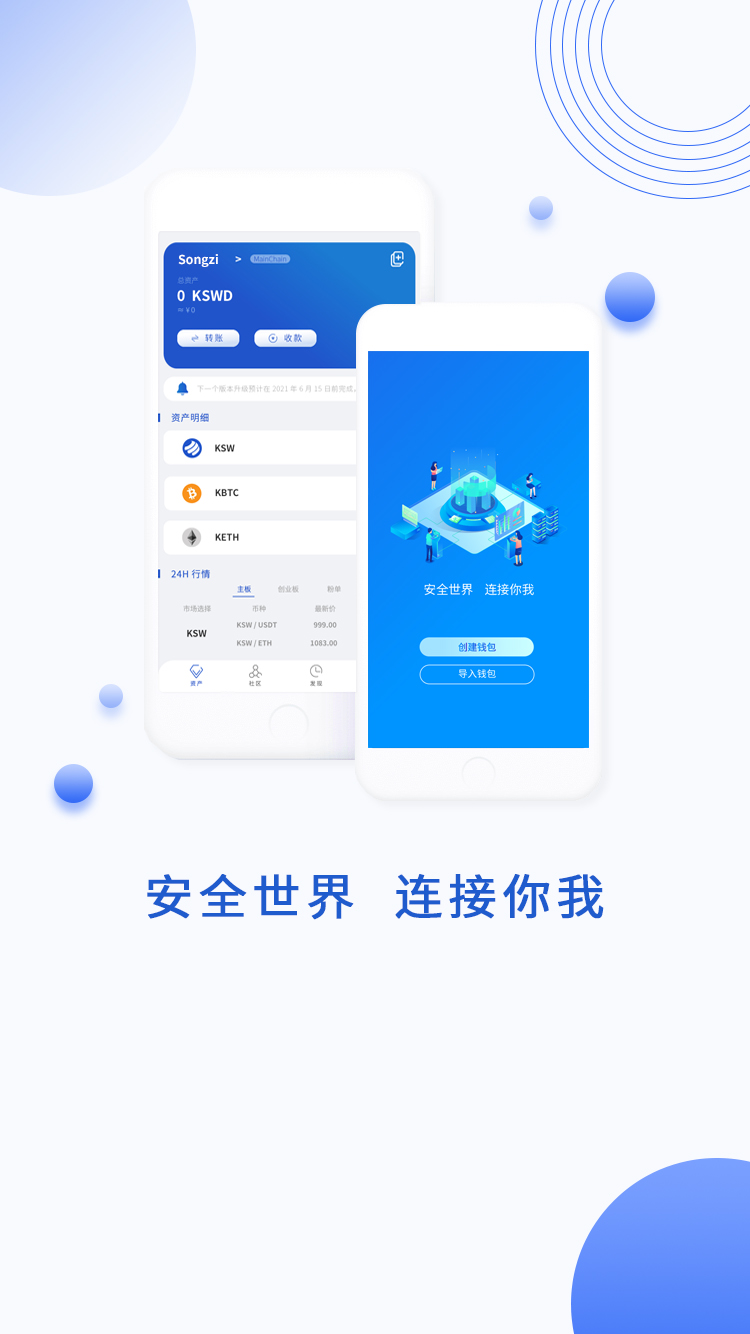 Songzi > MainChain
总资产
0 KSWD
≈ ¥ 0
转账 收款
下一个版本升级预计在 2021 年 6 月 15 日前完成，
资产明细
KSW
KBTC
KETH
24H 行情
主板 创业板 粉单
市场选择 币种 最新价
KSW
KSW / USDT 999.00
KSW / ETH 1083.00
资产 社区 发现
安全世界 连接你我
创建钱包
导入钱包
安全世界 连接你我